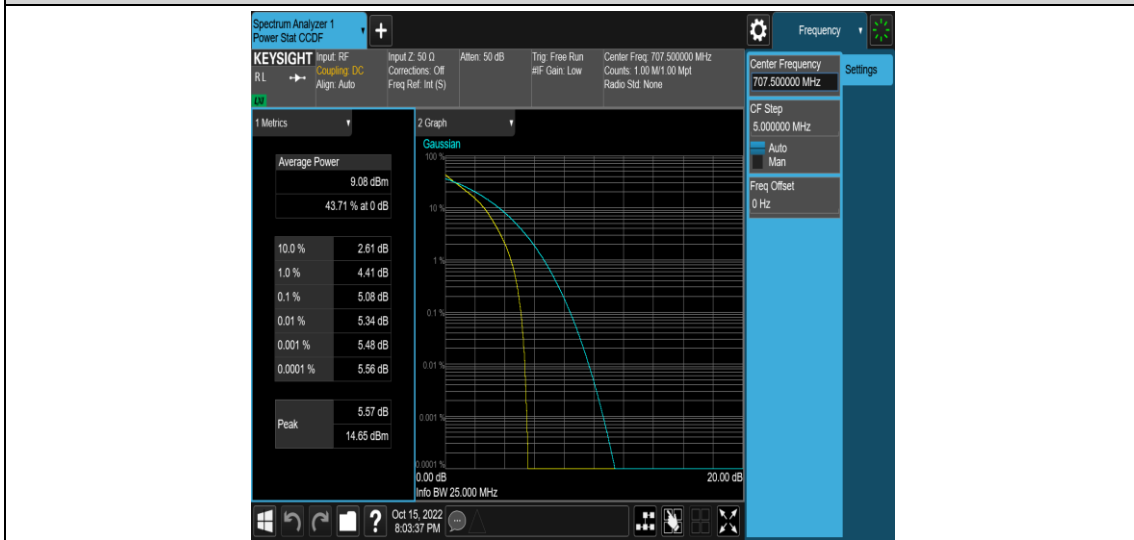 Spectrum Analyzer 1
Power Stat CCDF
+
Frequency
KEYSIGHT
Input: RF
Input Z: 50 Ω
Atten: 50 dB
Trig: Free Run
Center Freq: 707.500000 MHz
RL
Coupling: DC
Corrections: Off
#IF Gain: Low
Counts: 1.00 M/1.00 Mpt
Align: Auto
Freq Ref: Int (S)
Radio Std: None
Center Frequency
707.500000 MHz
Settings
CF Step
5.000000 MHz
Auto
Man
Freq Offset
0 Hz
1 Metrics
Average Power
9.08 dBm
43.71 % at 0 dB
10.0 % 2.61 dB
1.0 % 4.41 dB
0.1 % 5.08 dB
0.01 % 5.34 dB
0.001 % 5.48 dB
0.0001 % 5.56 dB
Peak
5.57 dB
14.65 dBm
2 Graph
Gaussian
100 %
10 %
1 %
0.1 %
0.01 %
0.001 %
0.0001 %
0.00 dB
20.00 dB
Info BW 25.000 MHz
?
Oct 15, 2022
8:03:37 PM